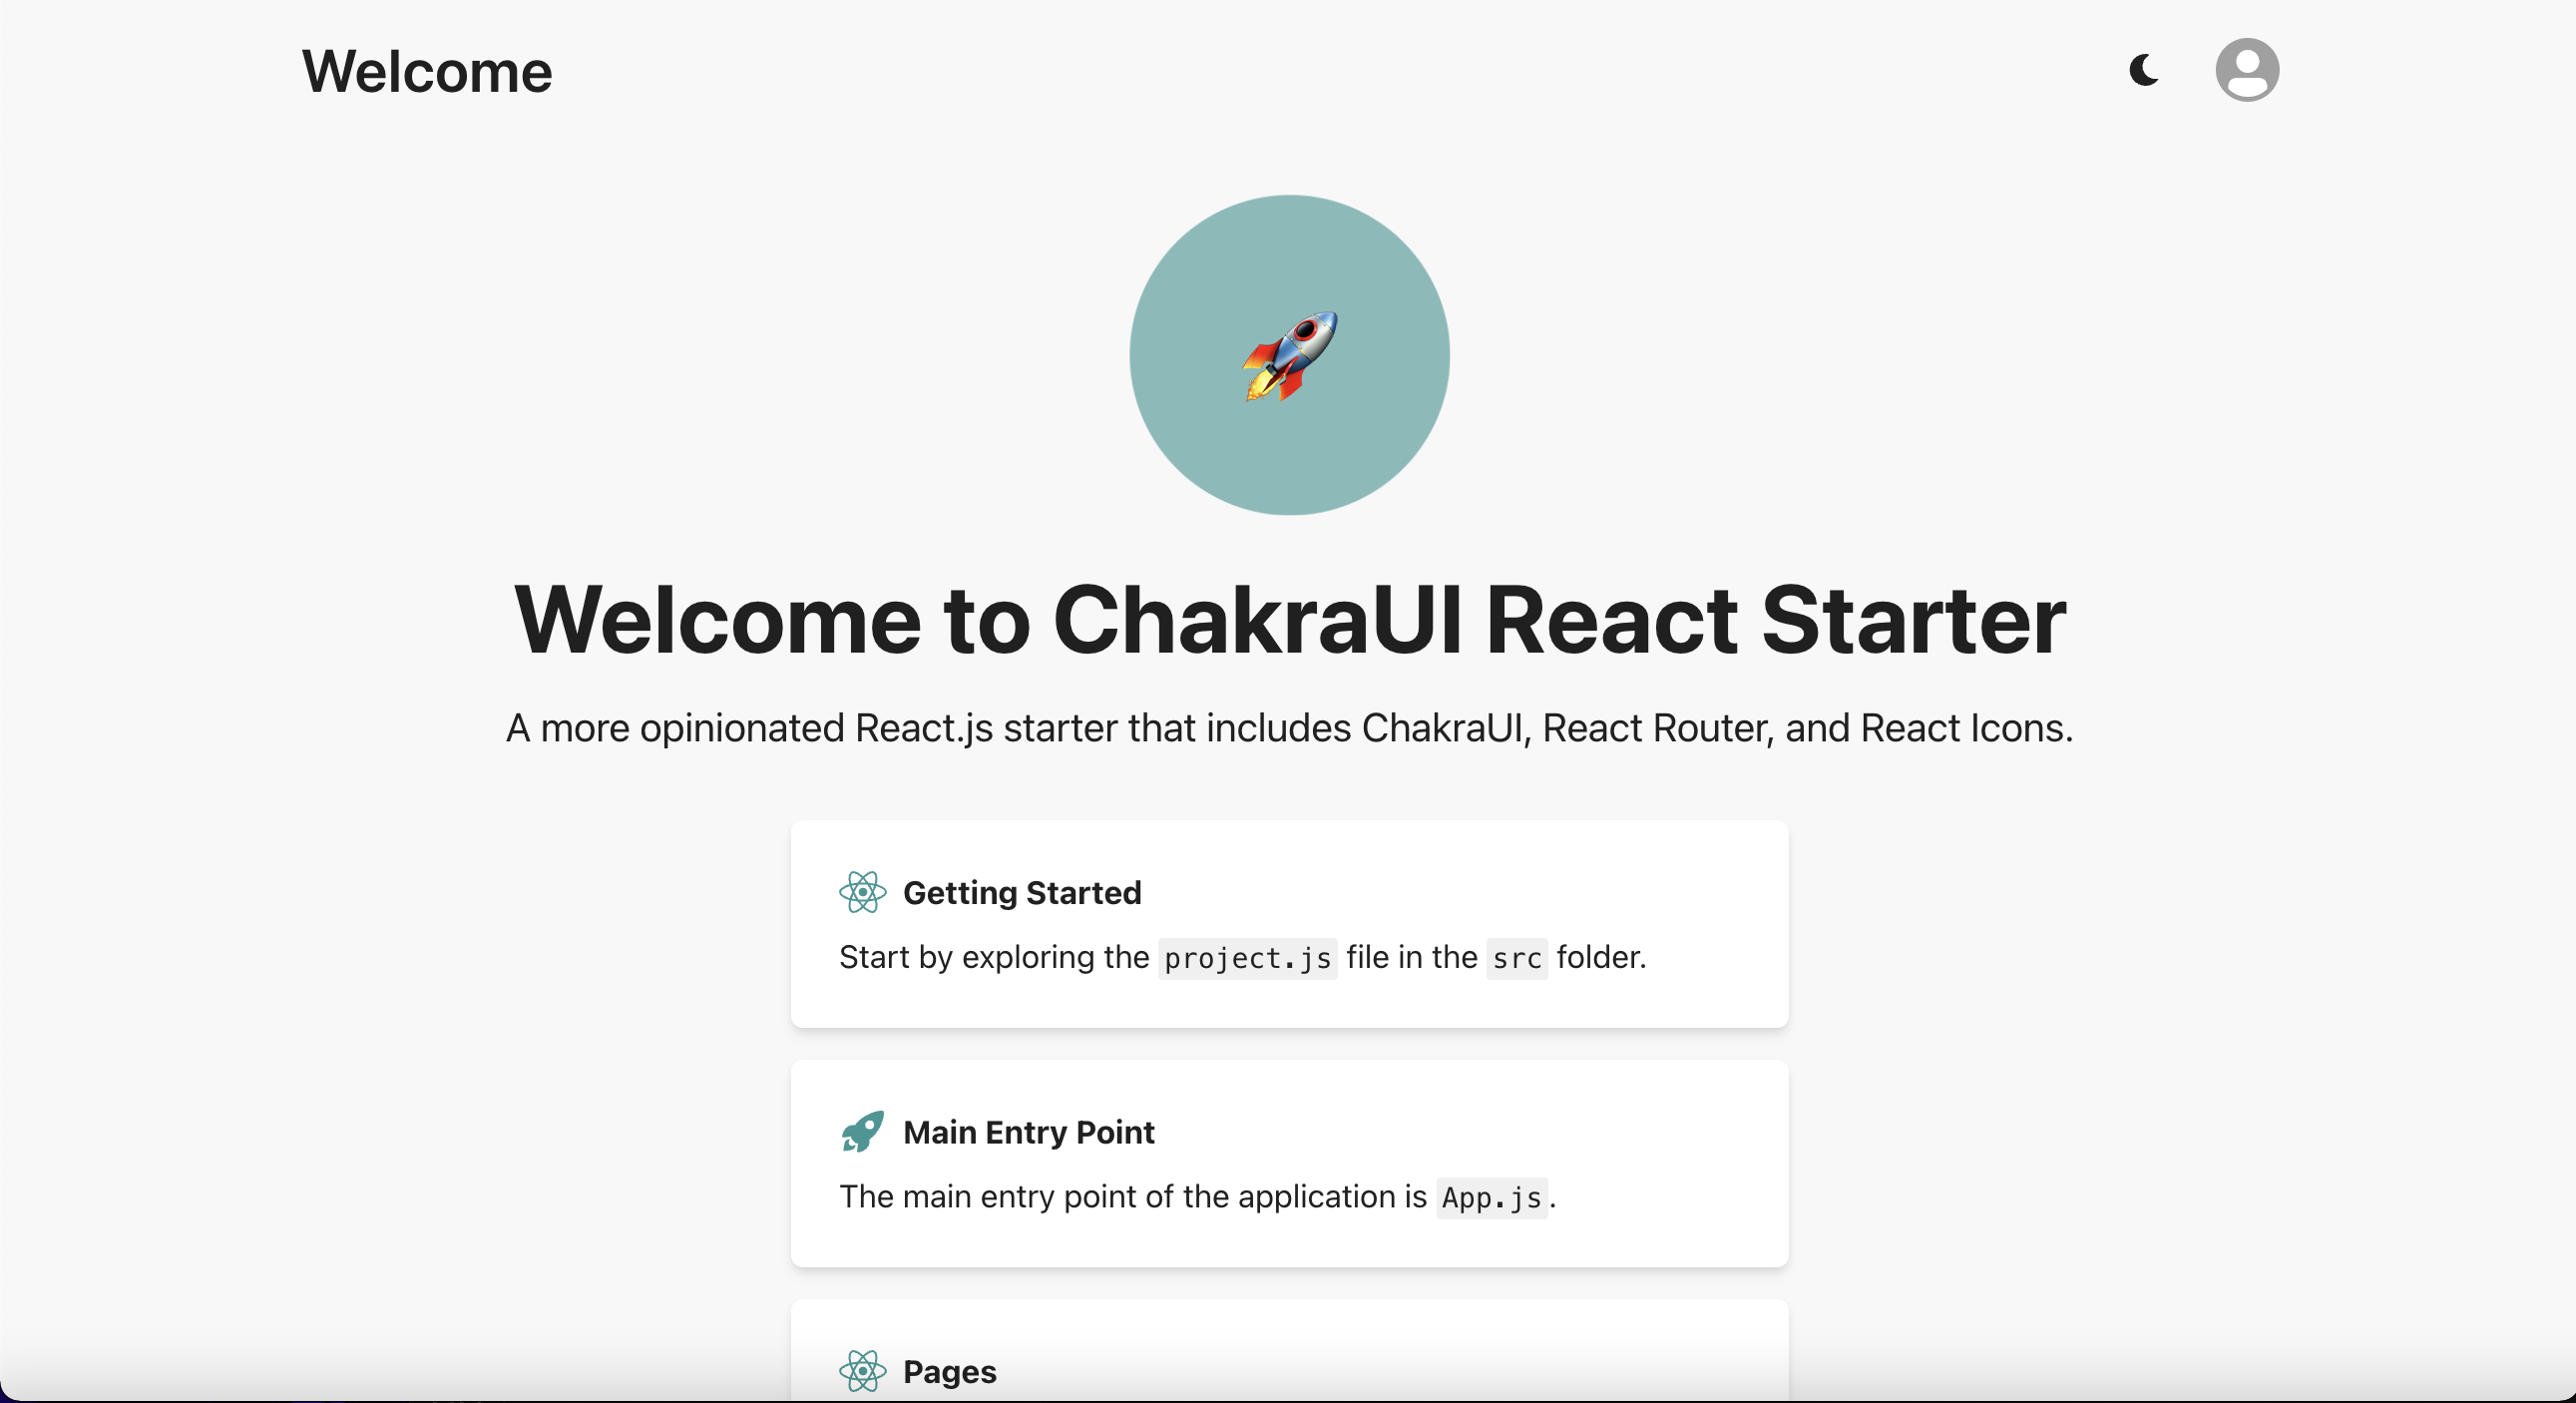 Welcome
Welcome to ChakraUI React Starter
A more opinionated React.js starter that includes ChakraUI, React Router, and React Icons.
Getting Started
Start by exploring the project.js file in the src folder.
Main Entry Point
The main entry point of the application is App.js.
Pages